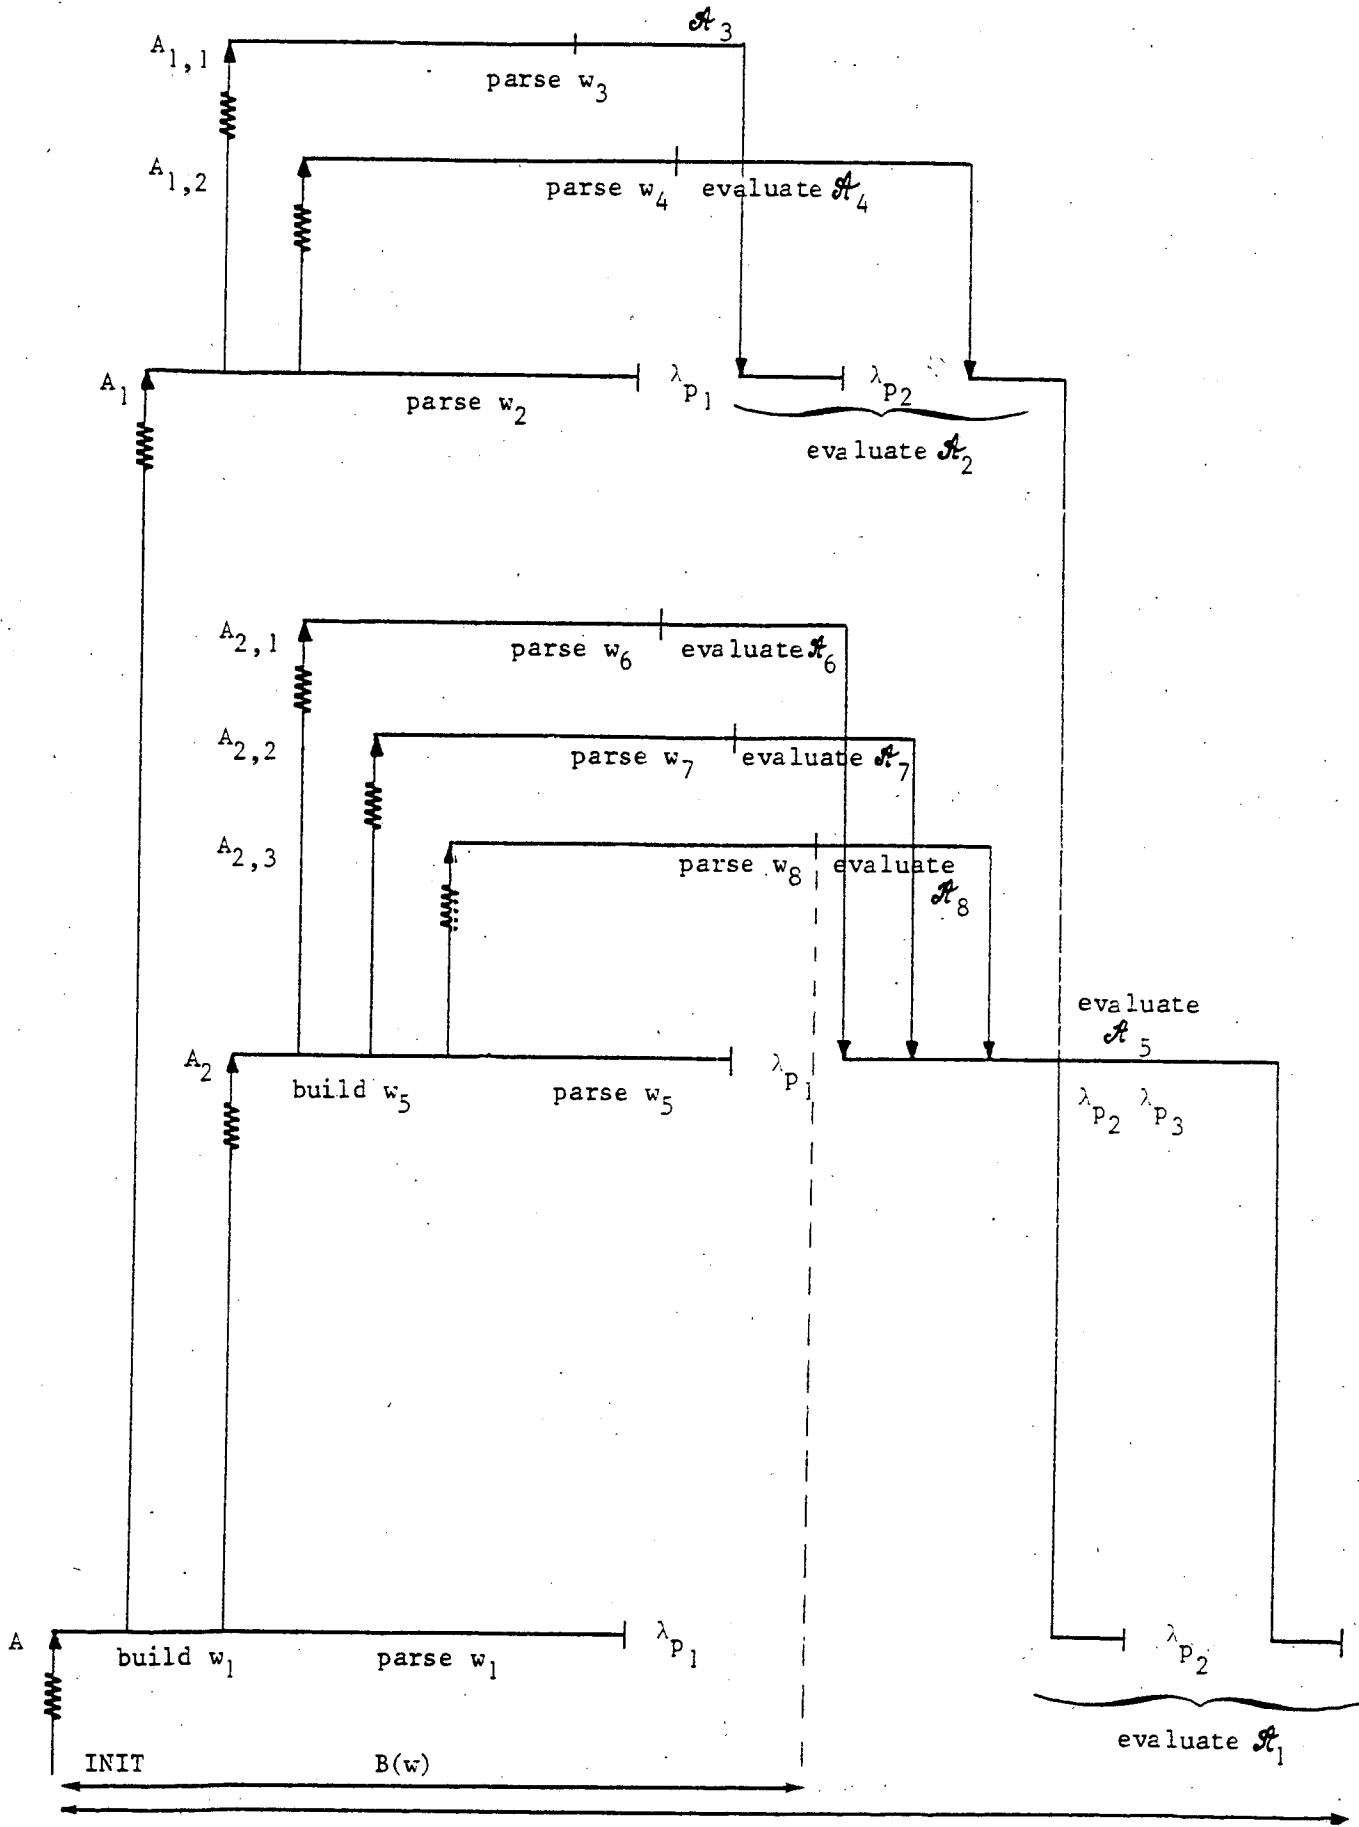 𝒜₃
A₁,₁
parse w₃
A₁,₂
parse w₄ evaluate 𝒜₄
A₁
λp₁ λp₂
parse w₂
evaluate 𝒜₂
A₂,₁
parse w₆ evaluate 𝒜₆
A₂,₂
parse w₇ evaluate 𝒜₇
A₂,₃
parse w₈ evaluate
𝒜₈
evaluate
𝒜₅
A₂
λp₁
build w₅ parse w₅
λp₂ λp₃
A
λp₁ λp₂
build w₁ parse w₁
evaluate 𝒜₁
INIT B(w)